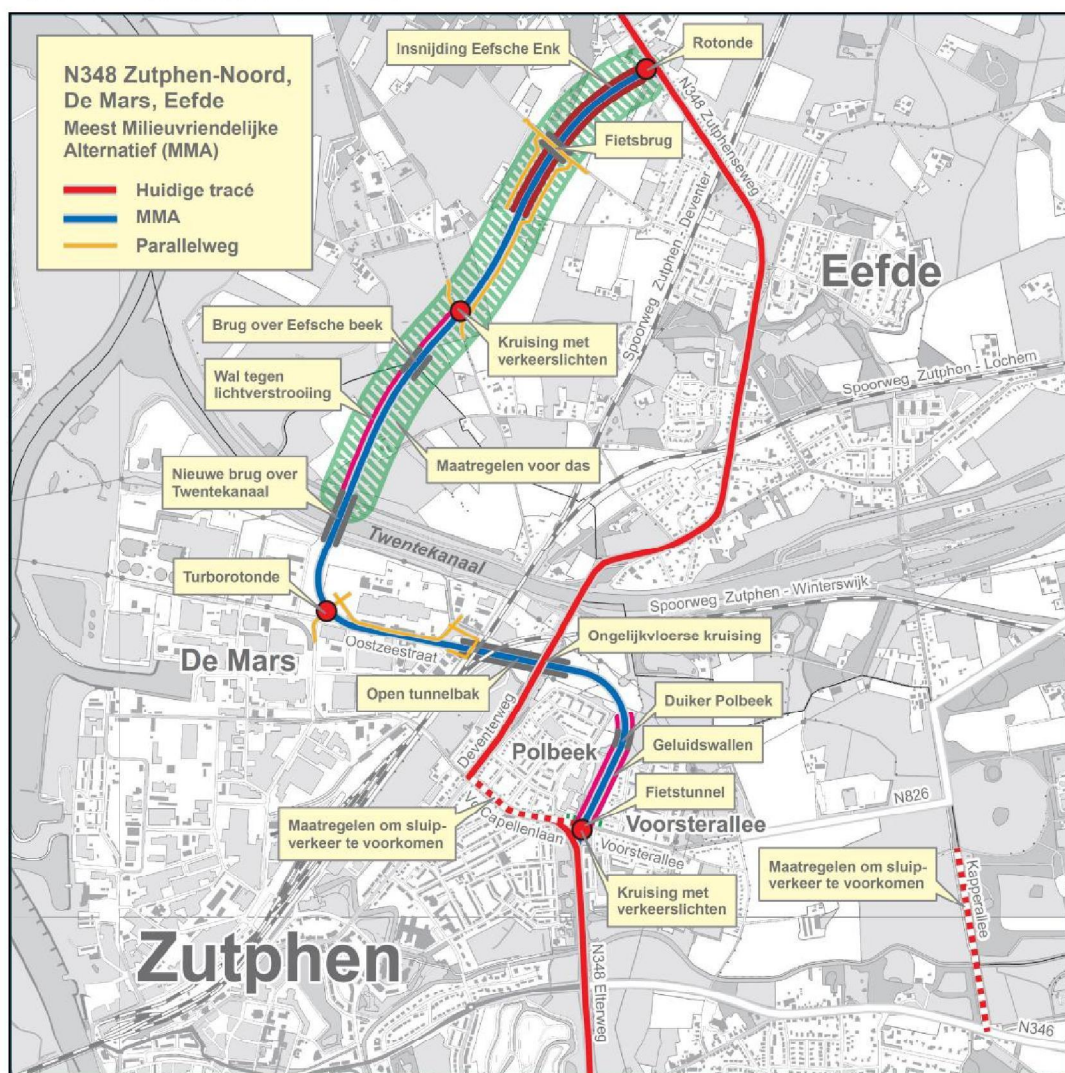 N348 Zutphen-Noord,
De Mars, Eefde
Meest Milieuvriendelijke
Alternatief (MMA)
Huidige tracé
MMA
Parallelweg
Insnijding Eefsche Enk
Rotonde
N348 Zutphenseweg
Fietsbrug
Spoorweg Zutphen - Deventer
Eefde
Brug over Eefsche beek
Kruising met
verkeerslichten
Wal tegen
lichtverstrooiing
Spoorweg Zutphen - Lochem
Maatregelen voor das
Nieuwe brug over
Twentekanaal
Twentekanaal
Turborotonde
Spoorweg Zutphen - Winterswijk
Oostzeestraat
Ongelijkvloerse kruising
De Mars
Open tunnelbak
Deventerweg
Duiker Polbeek
Polbeek
Geluidswallen
Fietstunnel
N826
Maatregelen om sluip-
verkeer te voorkomen
Capellenlaan
Voorsterallee
Voorsterallee
Maatregelen om sluip-
verkeer te voorkomen
Kapperallee
Kruising met
verkeerslichten
Zutphen
N348 Elterweg
N346